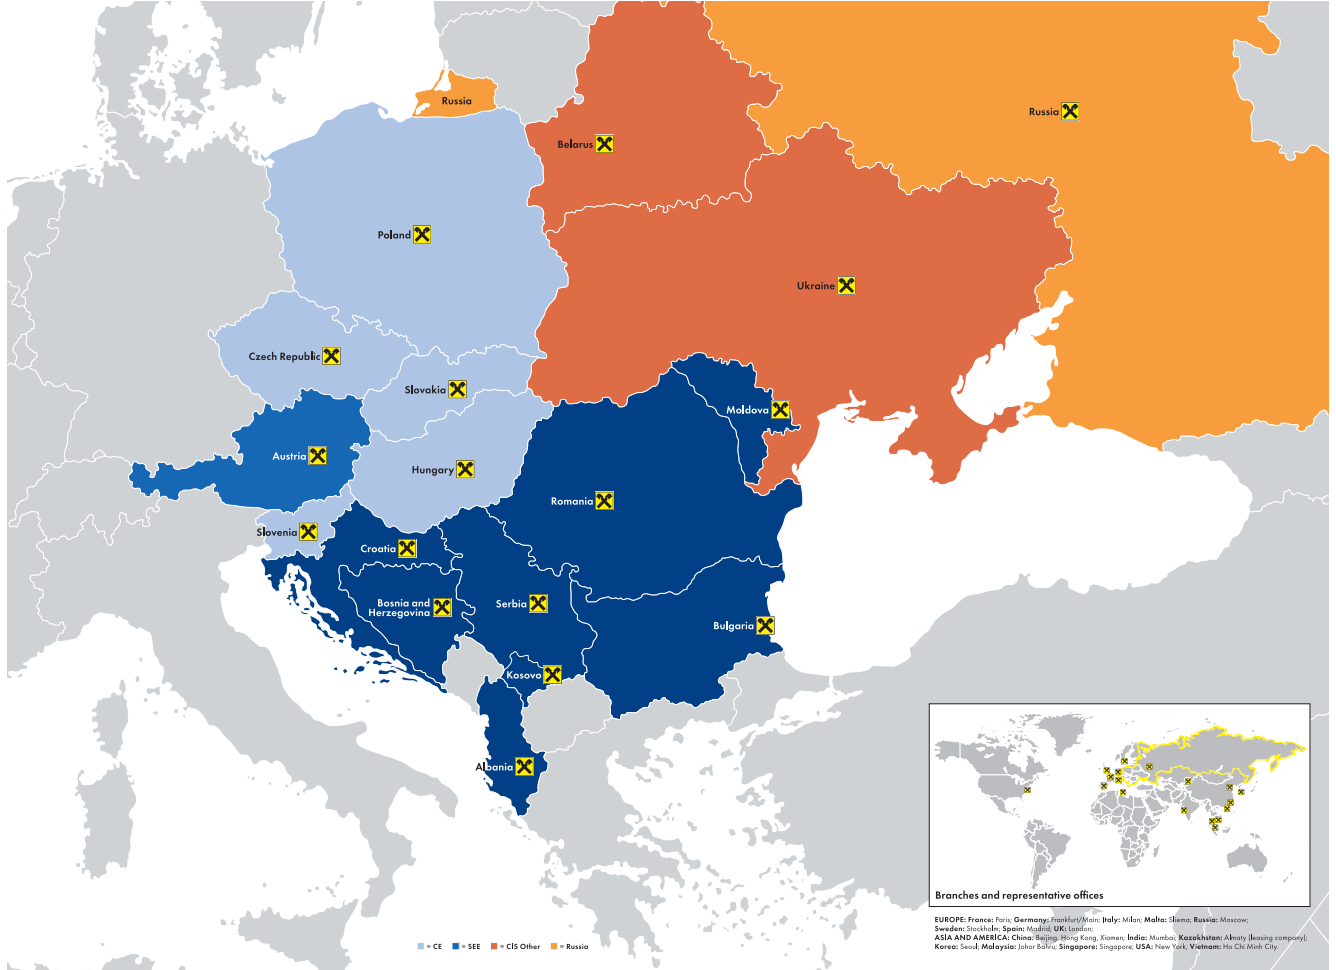 Russia
Russia
Belarus
Poland
Ukraine
Czech Republic
Slovakia
Moldova
Austria
Hungary
Romania
Slovenia
Croatia
Bosnia and
Herzegovina
Serbia
Bulgaria
Kosovo
Albania
Branches and representative offices
EUROPE: France: Paris; Germany: Frankfurt/Main; Italy: Milan; Malta: Sliema; Russia: Moscow;
Sweden: Stockholm; Spain: Madrid; UK: London;
ASIA AND AMERICA: China: Beijing, Hong Kong, Xiamen; India: Mumbai; Kazakhstan: Almaty (leasing company);
Korea: Seoul; Malaysia: Johor Bahru; Singapore: Singapore; USA: New York; Vietnam: Ho Chi Minh City.
= CE = SEE = CIS Other = Russia